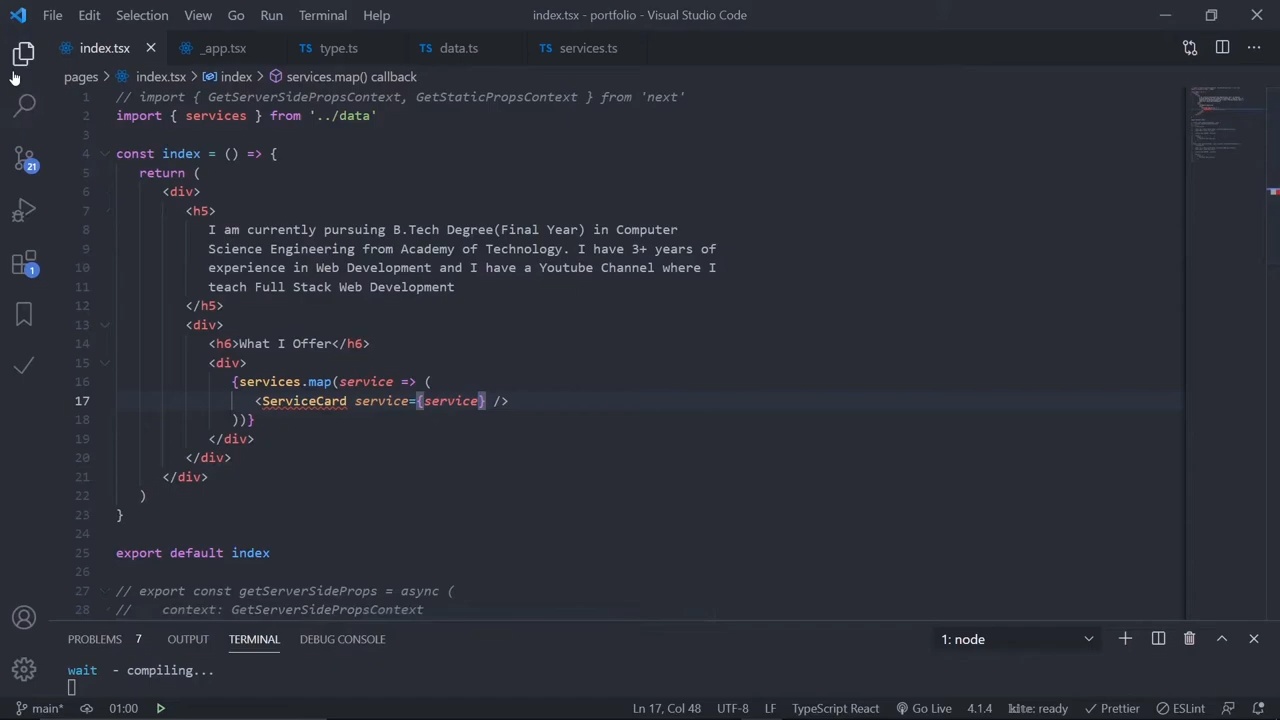 File Edit Selection View Go Run Terminal Help index.tsx - portfolio - Visual Studio Code
index.tsx _app.tsx TS type.ts TS data.ts TS services.ts
pages > index.tsx > index > services.map() callback
1 // import { GetServerSidePropsContext, GetStaticPropsContext } from 'next'
2 import { services } from '../data'
3
4 const index = () => {
5 return (
6 <div>
7 <h5>
8 I am currently pursuing B.Tech Degree(Final Year) in Computer
9 Science Engineering from Academy of Technology. I have 3+ years of
10 experience in Web Development and I have a Youtube Channel where I
11 teach Full Stack Web Development
12 </h5>
13 <div>
14 <h6>What I Offer</h6>
15 <div>
16 {services.map(service => (
17 <ServiceCard service={service} />
18 ))}
19 </div>
20 </div>
21 </div>
22 )
23 }
24
25 export default index
26
27 // export const getServerSideProps = async (
28 // context: GetServerSidePropsContext
21
1
PROBLEMS 7 OUTPUT TERMINAL DEBUG CONSOLE 1: node
wait - compiling...
main* 01:00 Ln 17, Col 48 UTF-8 LF TypeScript React Go Live 4.1.4 kite: ready Prettier ESLint